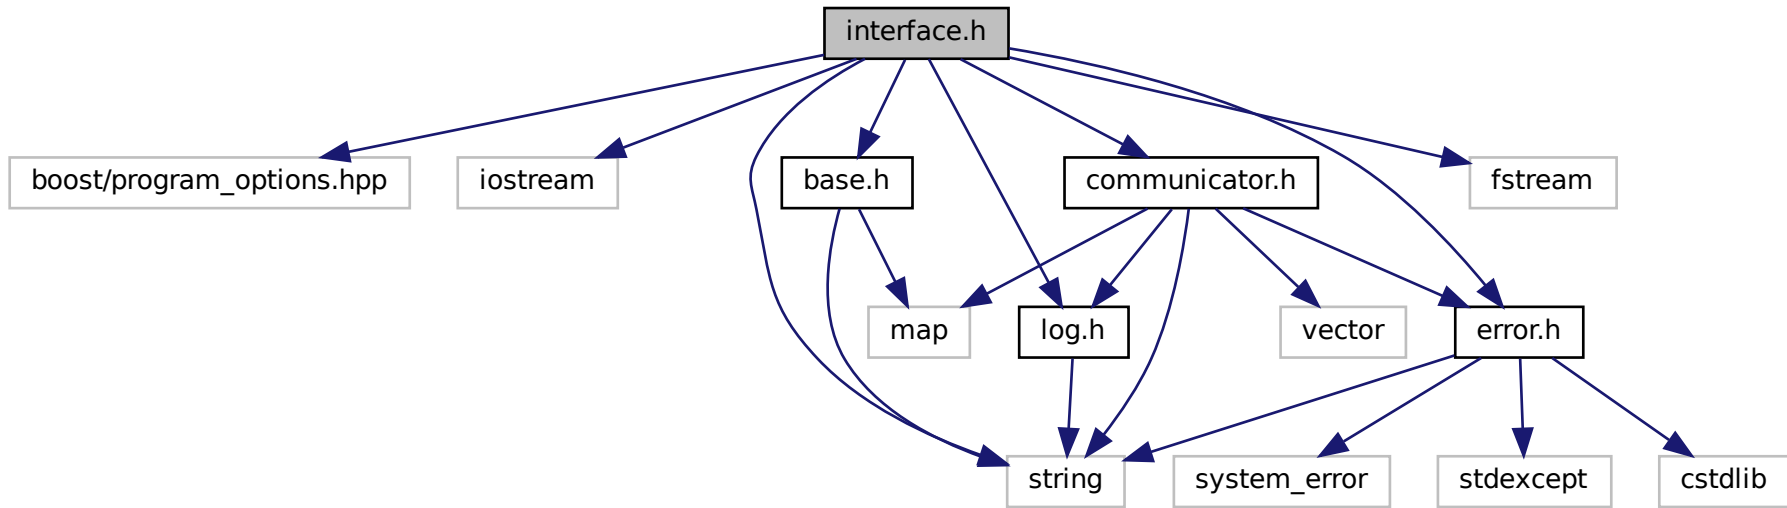 interface.h
boost/program_options.hpp
iostream
base.h
communicator.h
fstream
map
log.h
vector
error.h
string
system_error
stdexcept
cstdlib